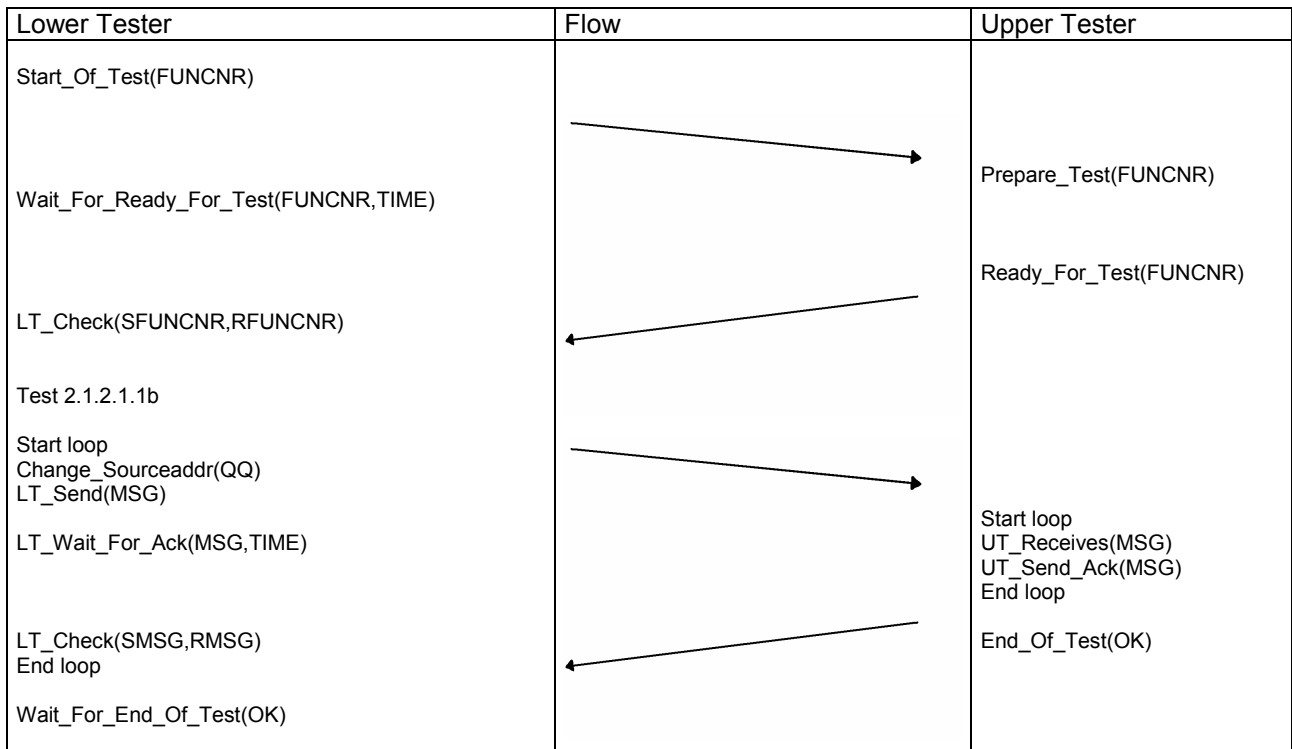 Lower Tester
Flow
Upper Tester
Start_Of_Test(FUNCNR)
Prepare_Test(FUNCNR)
Wait_For_Ready_For_Test(FUNCNR,TIME)
Ready_For_Test(FUNCNR)
LT_Check(SFUNCNR,RFUNCNR)
Test 2.1.2.1.1b
Start loop
Change_Sourceaddr(QQ)
LT_Send(MSG)
Start loop
LT_Wait_For_Ack(MSG,TIME)
UT_Receives(MSG)
UT_Send_Ack(MSG)
End loop
LT_Check(SMSG,RMSG)
End_Of_Test(OK)
End loop
Wait_For_End_Of_Test(OK)